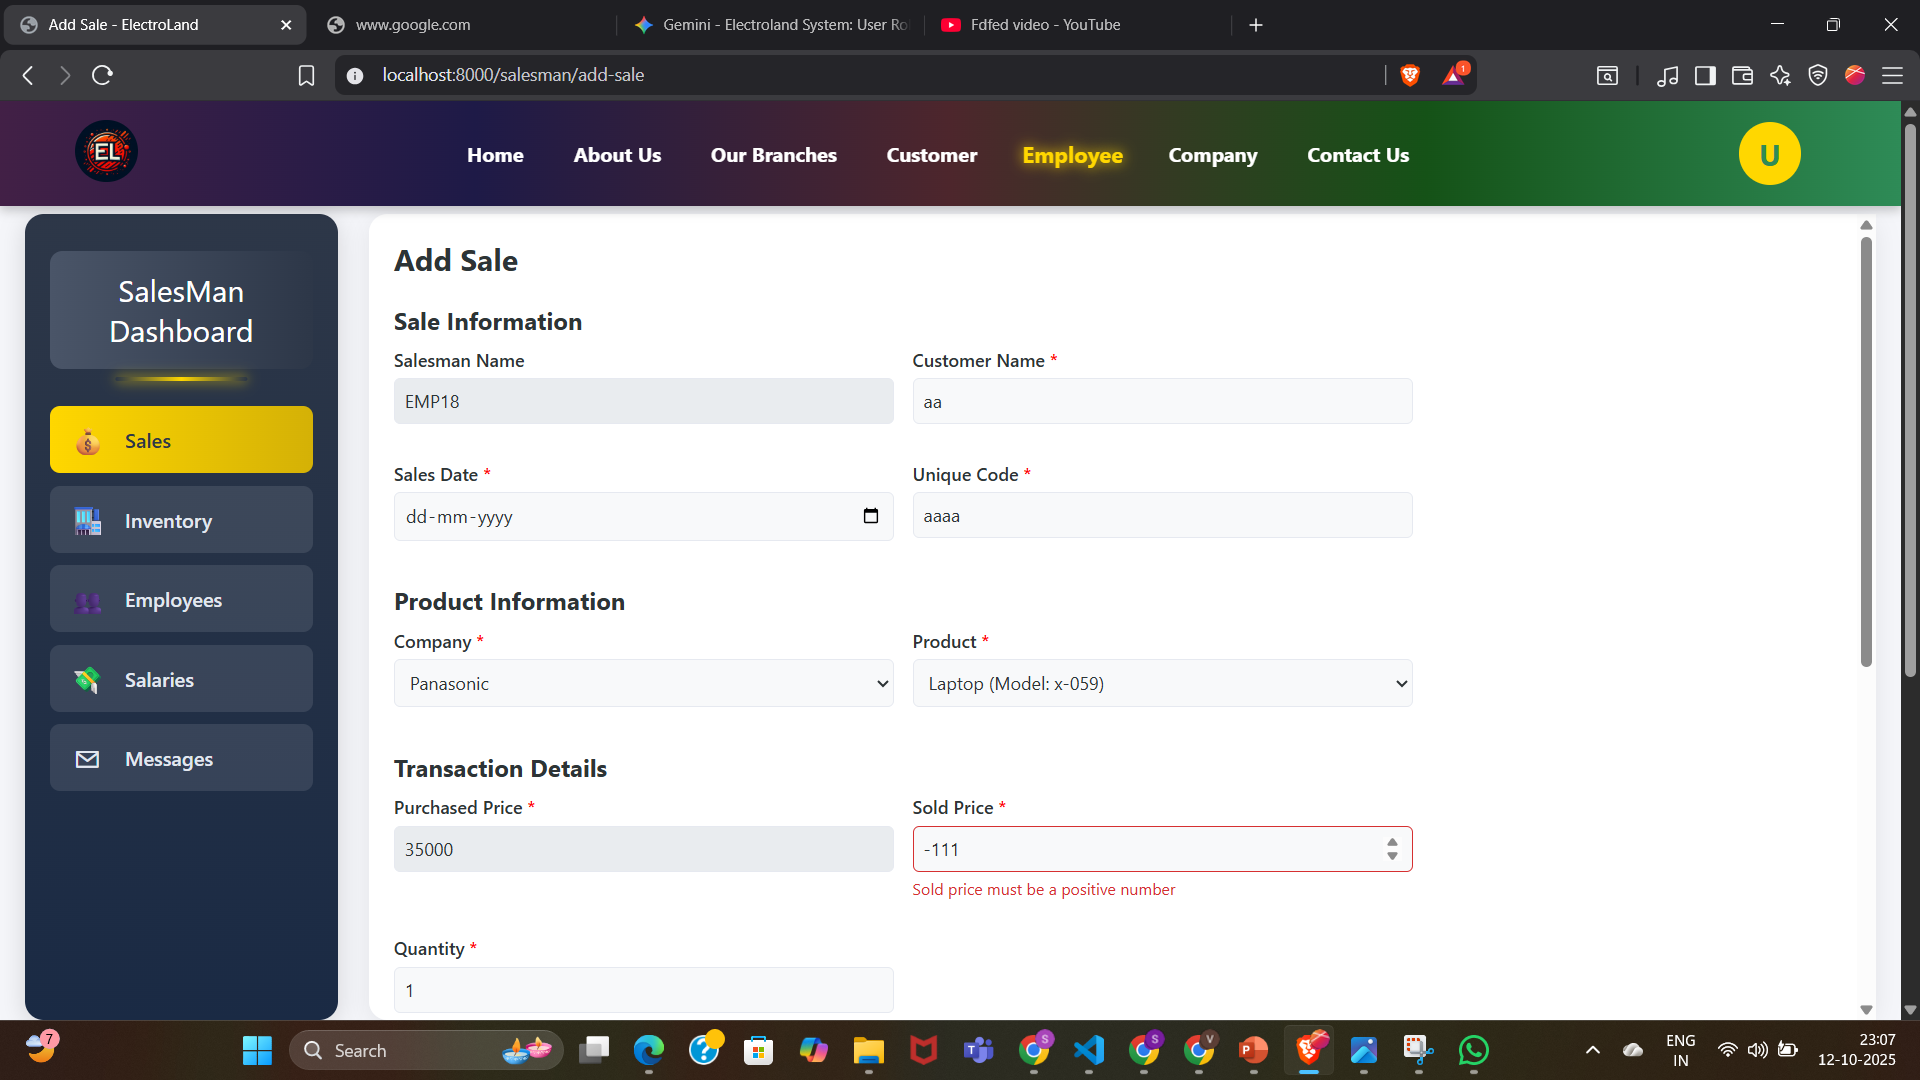 Add Sale - ElectroLand
www.google.com
Gemini - Electroland System: User Ro
Fdfed video - YouTube
localhost:8000/salesman/add-sale
1
EL
Home
About Us
Our Branches
Customer
Employee
Company
Contact Us
U
SalesMan
Dashboard
Sales
Inventory
Employees
Salaries
Messages
Add Sale
Sale Information
Salesman Name
Customer Name *
EMP18
aa
Sales Date *
Unique Code *
dd-mm-yyyy
aaaa
Product Information
Company *
Product *
Panasonic
Laptop (Model: x-059)
Transaction Details
Purchased Price *
Sold Price *
35000
-111
Sold price must be a positive number
Quantity *
1
7
Search
S
S
V
ENG
IN
23:07
12-10-2025